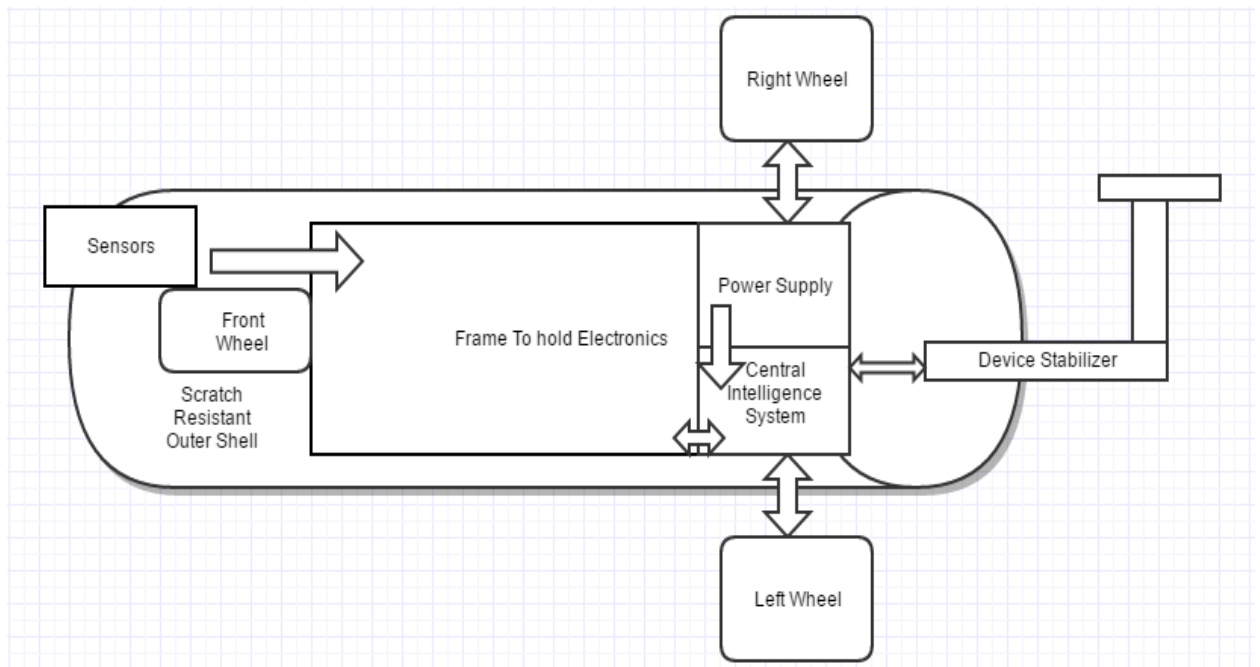 Right Wheel
Sensors
Power Supply
Front
Wheel
Frame To hold Electronics
Device Stabilizer
Central
Intelligence
System
Scratch
Resistant
Outer Shell
Left Wheel